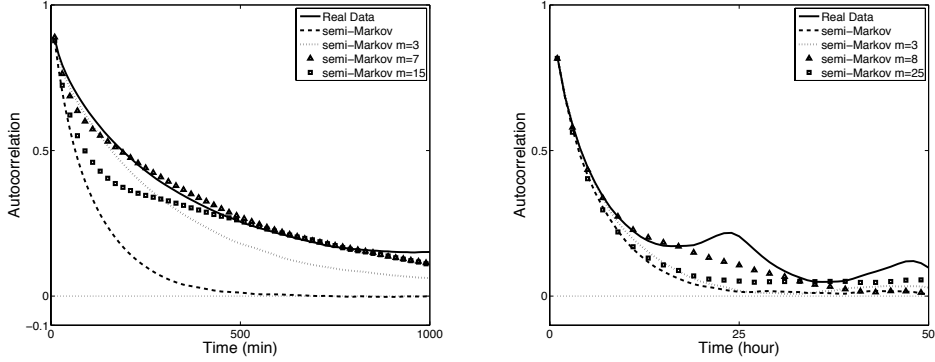 1
0.5
0
−0.1
Autocorrelation
0
500
1000
Time (min)
Real Data
semi-Markov
semi-Markov m=3
semi-Markov m=7
semi-Markov m=15
1
0.5
0
Autocorrelation
0
25
50
Time (hour)
Real Data
semi-Markov
semi-Markov m=3
semi-Markov m=8
semi-Markov m=25